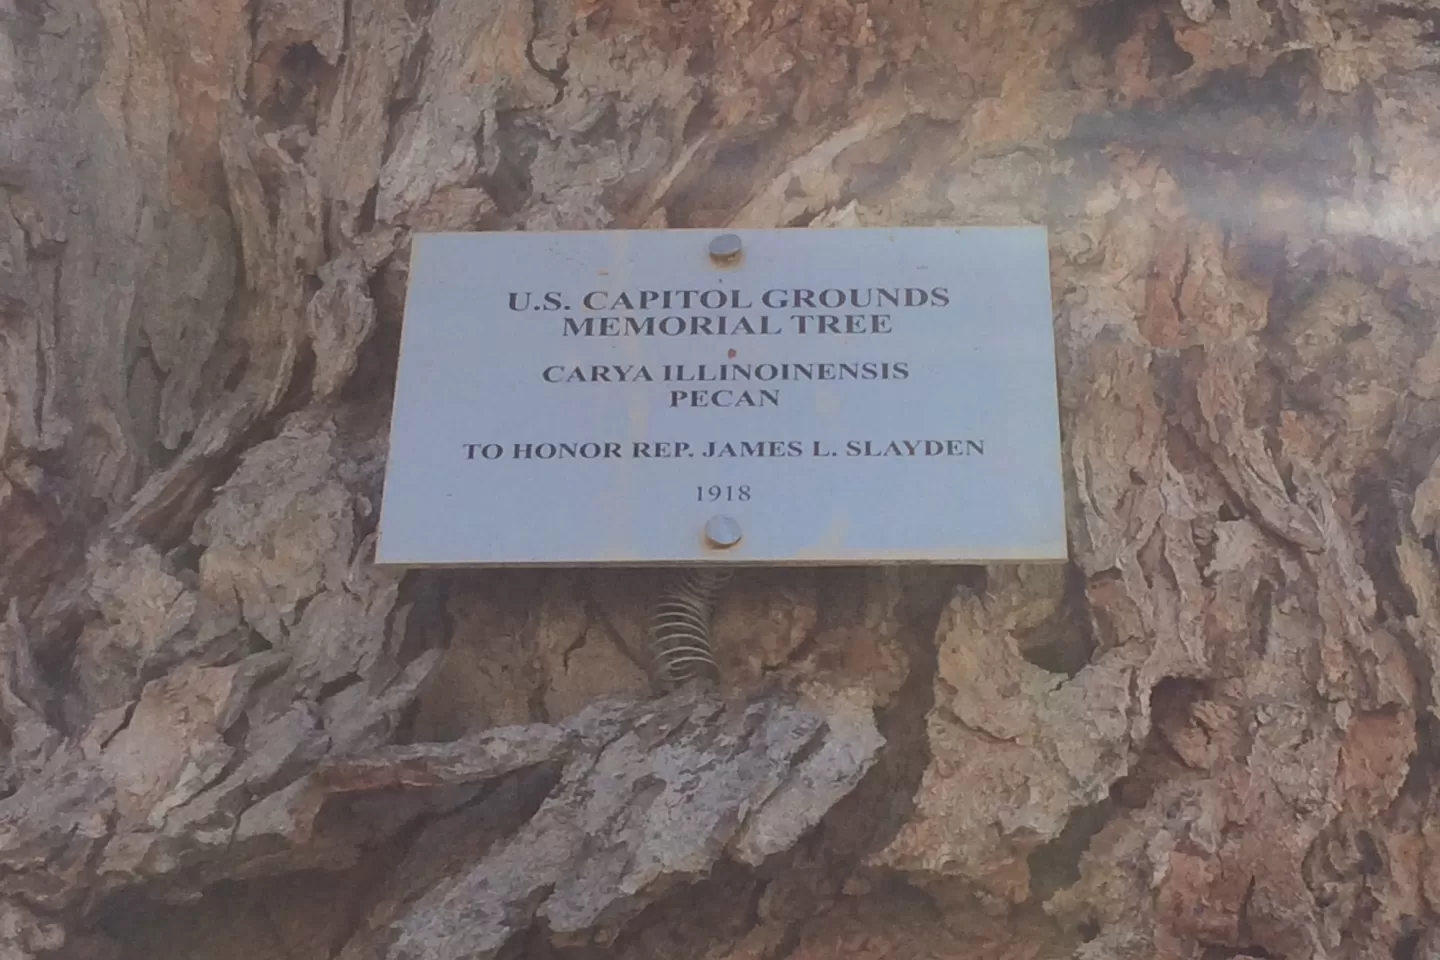 U.S. CAPITOL GROUNDS
MEMORIAL TREE
CARYA ILLINOINENSIS
PECAN
TO HONOR REP. JAMES L. SLAYDEN
1918